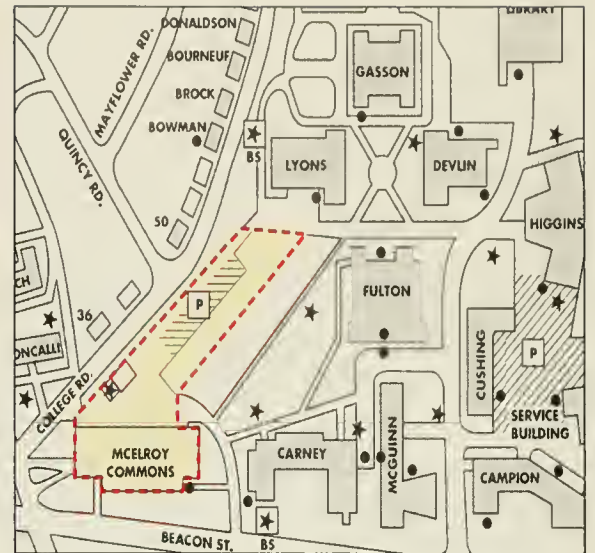 DONALDSON
BOURNEUF
BROCK
BOWMAN
MAYFLOWER RD.
QUINCY RD.
50
36
COLLEGE RD.
BS
GASSON
LYONS
DEVLIN
LIBRARY
HIGGINS
P
FULTON
CUSHING
P
SERVICE
BUILDING
MCELROY
COMMONS
CARNEY
MCGUINN
CAMPION
BEACON ST.
BS